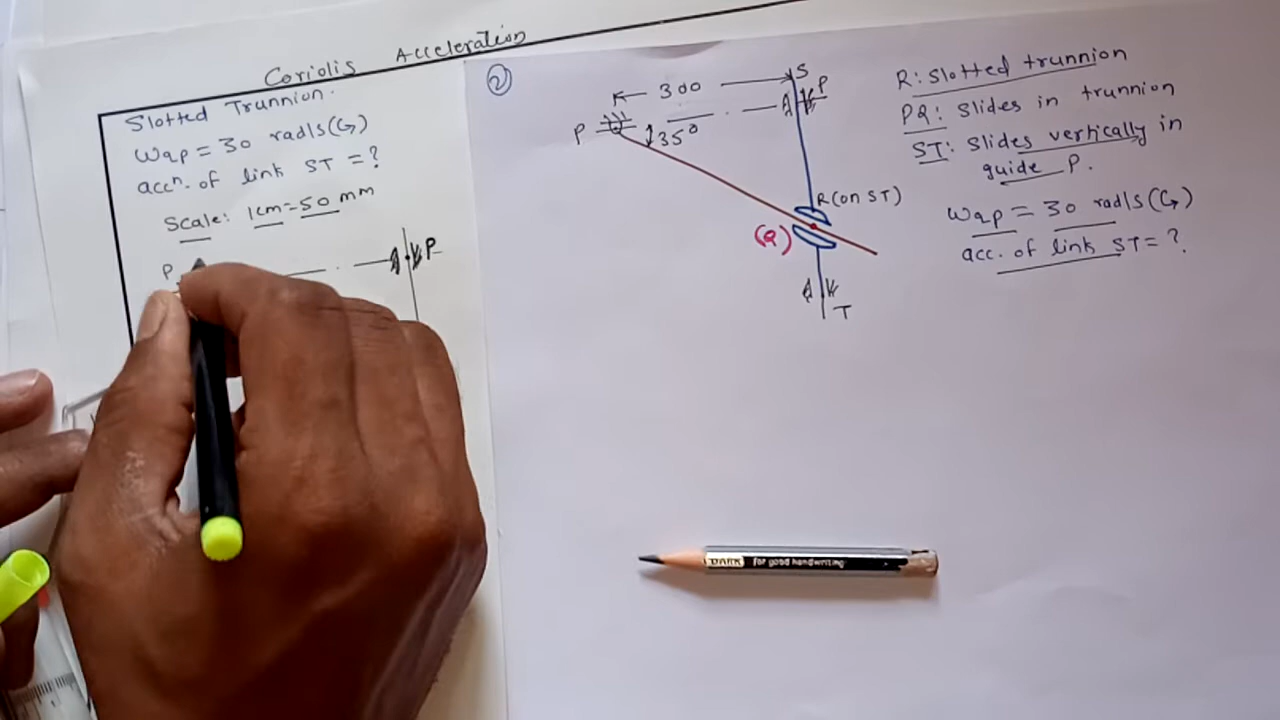 Coriolis Acceleration
Slotted Trunnion.
ωqp = 30 rad/s (↻)
accⁿ. of link ST = ?
Scale: 1cm = 50 mm
P
P
②
300
S
P
P
35°
R (on ST)
(Q)
T
R: Slotted trunnion
PQ: Slides in trunnion
ST: Slides vertically in
guide P.
ωqp = 30 rad/s (↻)
acc. of link ST = ?
DARK for good handwriting